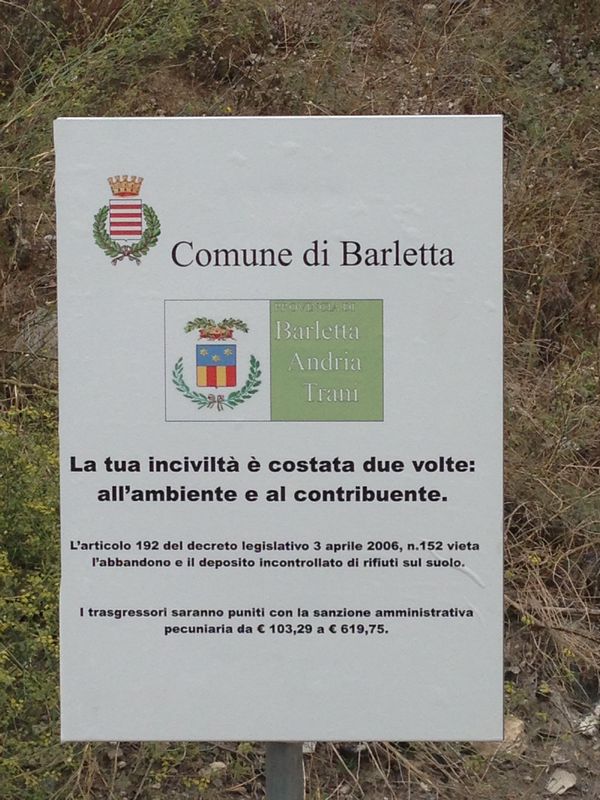 Comune di Barletta
PROVINCIA DI
Barletta
Andria
Trani
La tua inciviltà è costata due volte:
all'ambiente e al contribuente.
L'articolo 192 del decreto legislativo 3 aprile 2006, n.152 vieta
l'abbandono e il deposito incontrollato di rifiuti sul suolo.
I trasgressori saranno puniti con la sanzione amministrativa
pecuniaria da € 103,29 a € 619,75.